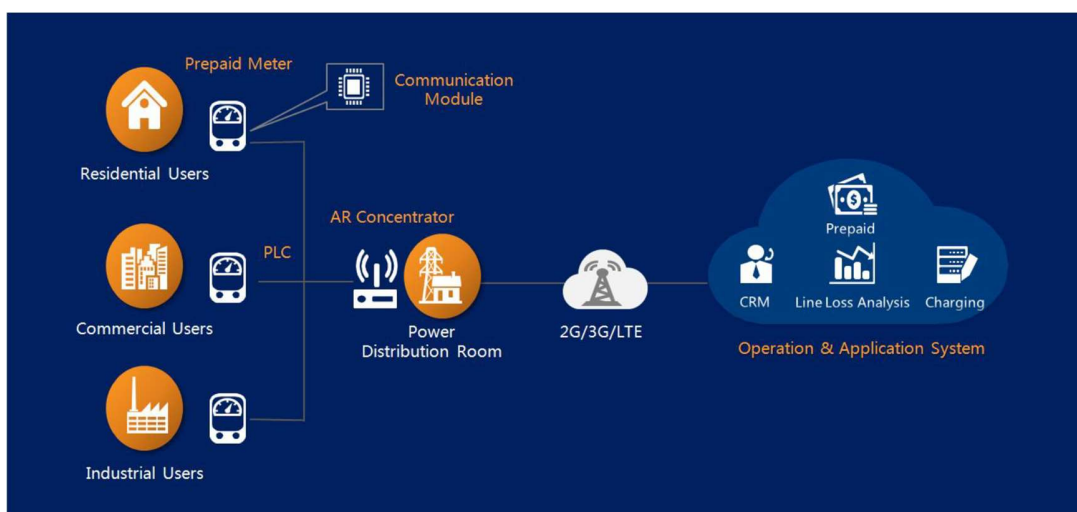 Prepaid Meter
Communication
Module
Residential Users
AR Concentrator
PLC
Commercial Users
Power
Distribution Room
2G/3G/LTE
Prepaid
CRM
Line Loss Analysis
Charging
Operation & Application System
Industrial Users